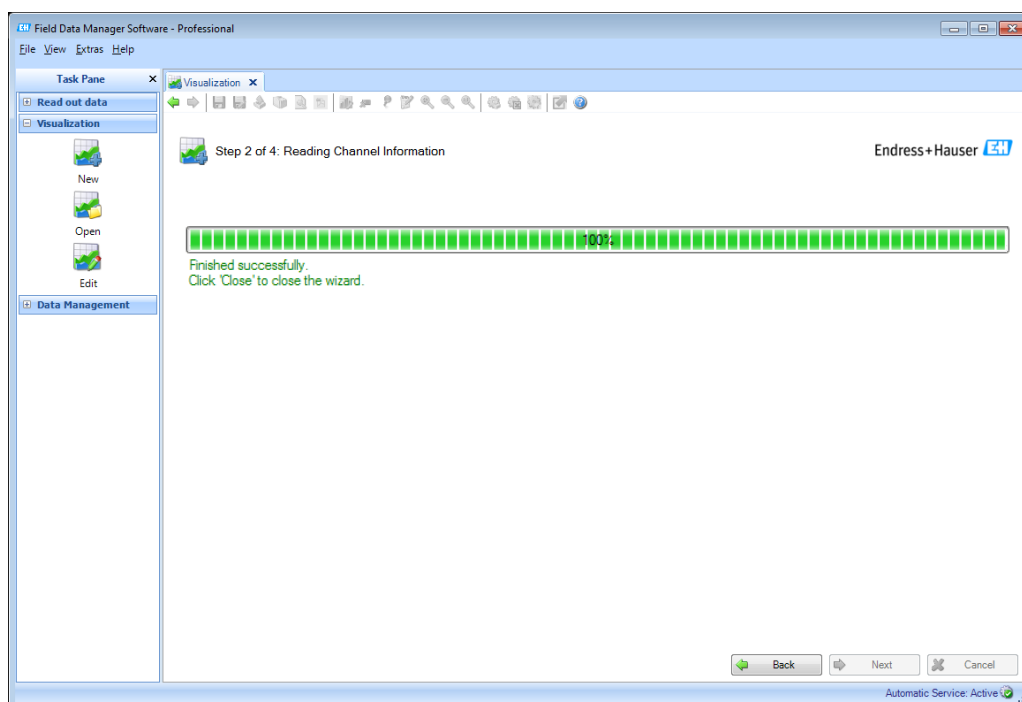 Field Data Manager Software - Professional
File View Extras Help
Task Pane
Read out data
Visualization
New
Open
Edit
Data Management
Visualization
Step 2 of 4: Reading Channel Information
Endress+Hauser EH
100%
Finished successfully.
Click 'Close' to close the wizard.
Back
Next
Cancel
Automatic Service: Active